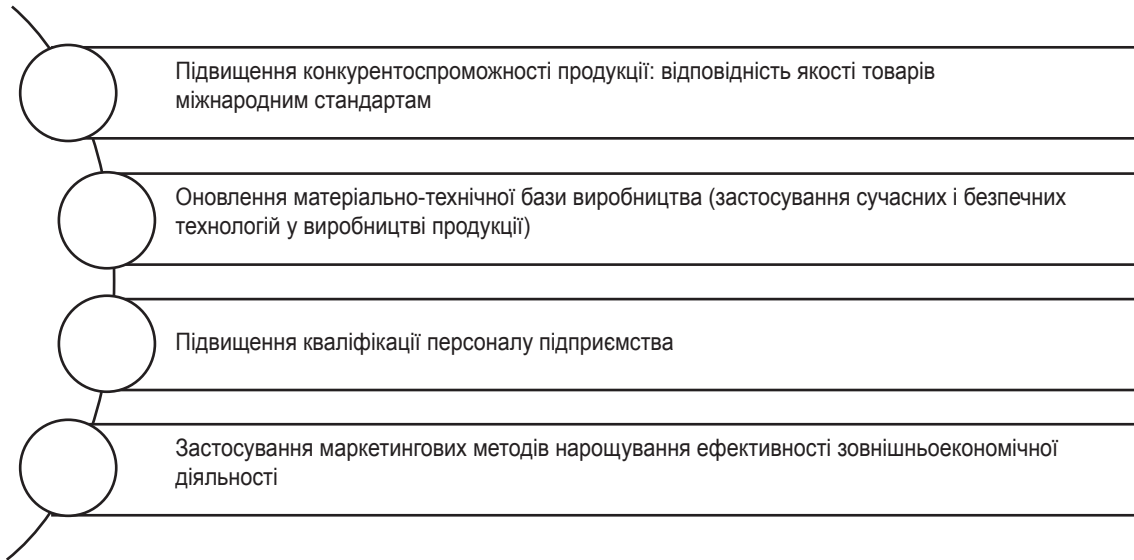 Підвищення конкурентоспроможності продукції: відповідність якості товарів
міжнародним стандартам
Оновлення матеріально-технічної бази виробництва (застосування сучасних і безпечних
технологій у виробництві продукції)
Підвищення кваліфікації персоналу підприємства
Застосування маркетингових методів нарощування ефективності зовнішньоекономічної
діяльності